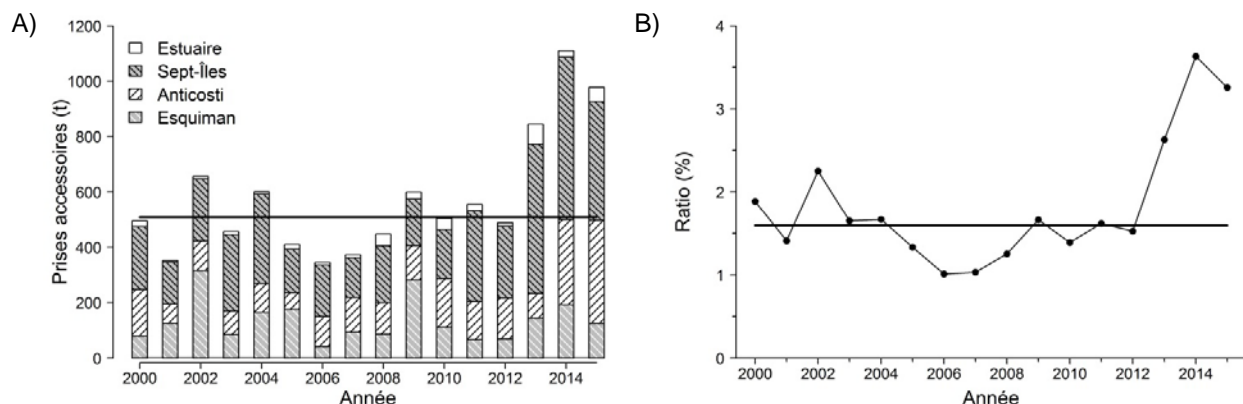 A)
Prises accessoires (t)
1200
1000
800
600
400
200
0
Estuaire
Sept-Îles
Anticosti
Esquiman
2000 2002 2004 2006 2008 2010 2012 2014
Année
B)
Ratio (%)
4
3
2
1
0
2000 2002 2004 2006 2008 2010 2012 2014
Année